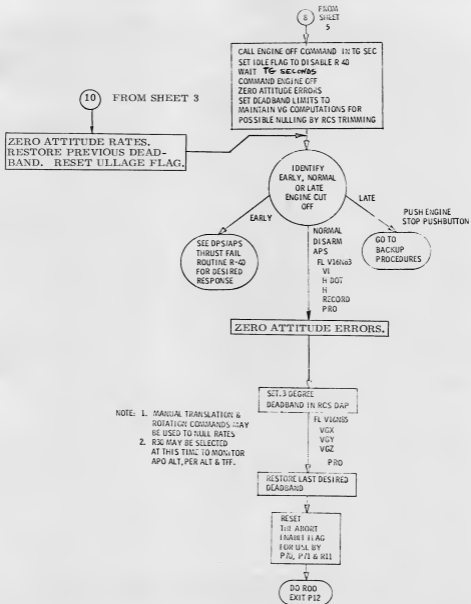 FROM
SHEET
5
8
CALL ENGINE OFF COMMAND IN TG SEC
SET IDLE FLAG TO DISABLE R 40
WAIT TG SECONDS
COMMAND ENGINE OFF
ZERO ATTITUDE ERRORS
SET DEADBAND LIMITS TO
MAINTAIN VG COMPUTATIONS FOR
POSSIBLE NULLING BY RCS TRIMMING
10 FROM SHEET 3
ZERO ATTITUDE RATES.
RESTORE PREVIOUS DEAD-
BAND. RESET ULLAGE FLAG.
IDENTIFY
EARLY, NORMAL
OR LATE
ENGINE CUT
OFF
EARLY
LATE
PUSH ENGINE
STOP PUSHBUTTON
SEE DPS/APS
THRUST FAIL
ROUTINE R-40
FOR DESIRED
RESPONSE
NORMAL
DISARM
APS
FL V16N63
VI
H DOT
H
RECORD
PRO
GO TO
BACKUP
PROCEDURES
ZERO ATTITUDE ERRORS.
SET .3 DEGREE
DEADBAND IN RCS DAP
NOTE: 1. MANUAL TRANSLATION &
ROTATION COMMANDS MAY
BE USED TO NULL RATES
2. R30 MAY BE SELECTED
AT THIS TIME TO MONITOR
APO ALT, PER ALT & TFF.
FL V16N85
VGX
VGY
VGZ
PRO
RESTORE LAST DESIRED
DEADBAND
RESET
THE ABORT
ENABLE FLAG
FOR USE BY
P70, P71 & R11
DO R00
EXIT P12